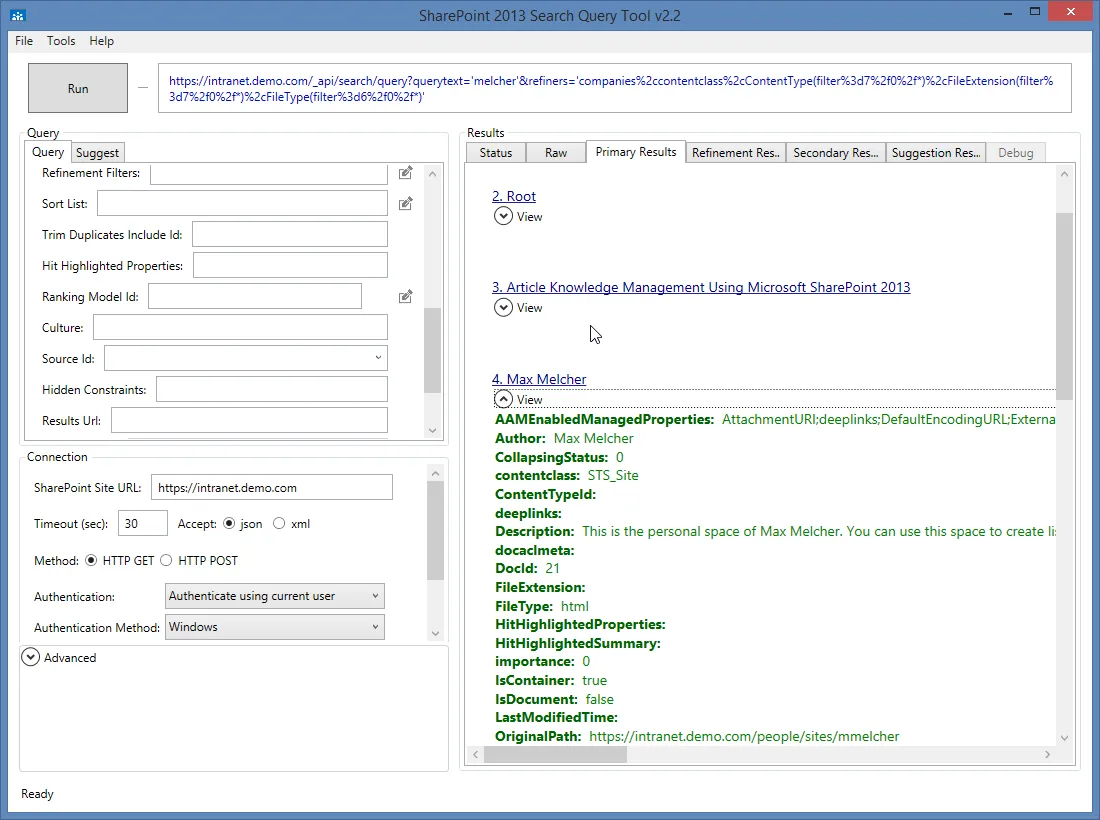 SharePoint 2013 Search Query Tool v2.2
File Tools Help
Run
https://intranet.demo.com/_api/search/query?querytext='melcher'&refiners='companies%2ccontentclass%2cContentType(filter%3d7%2f0%2f*)%2cFileExtension(filter%
3d7%2f0%2f*)%2cFileType(filter%3d6%2f0%2f*)'
Query
Query Suggest
Refinement Filters:
Sort List:
Trim Duplicates Include Id:
Hit Highlighted Properties:
Ranking Model Id:
Culture:
Source Id:
Hidden Constraints:
Results Url:
Connection
SharePoint Site URL: https://intranet.demo.com
Timeout (sec): 30 Accept: json xml
Method: HTTP GET HTTP POST
Authentication: Authenticate using current user
Authentication Method: Windows
Advanced
Results
Status Raw Primary Results Refinement Res.. Secondary Res... Suggestion Res... Debug
2. Root
View
3. Article Knowledge Management Using Microsoft SharePoint 2013
View
4. Max Melcher
View
AAMEnabledManagedProperties: AttachmentURI;deeplinks;DefaultEncodingURL;Externa
Author: Max Melcher
CollapsingStatus: 0
contentclass: STS_Site
ContentTypeId:
deeplinks:
Description: This is the personal space of Max Melcher. You can use this space to create lis
docaclmeta:
DocId: 21
FileExtension:
FileType: html
HitHighlightedProperties:
HitHighlightedSummary:
importance: 0
IsContainer: true
IsDocument: false
LastModifiedTime:
OriginalPath: https://intranet.demo.com/people/sites/mmelcher
Ready